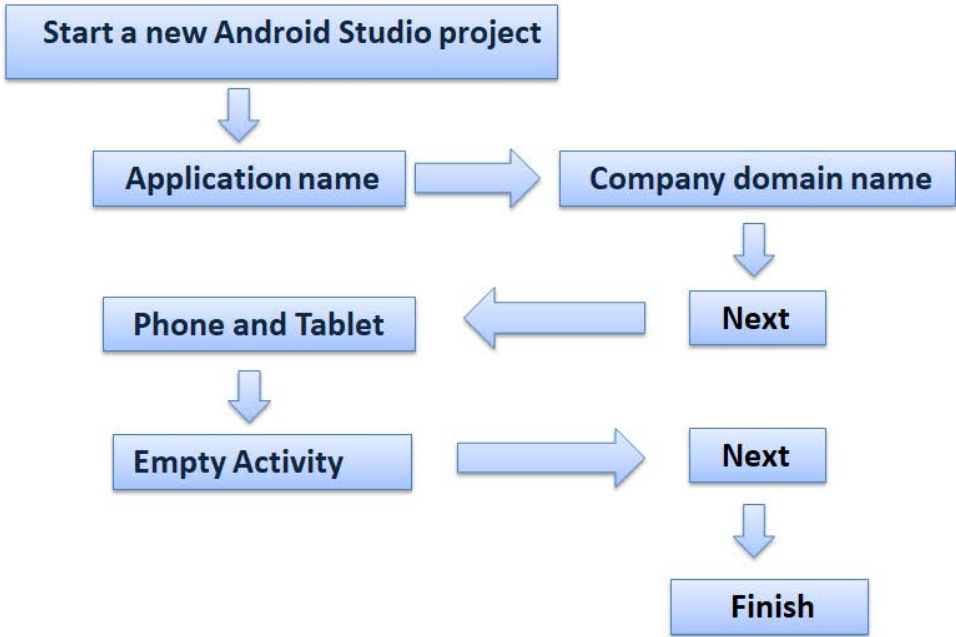 Start a new Android Studio project
Application name
Company domain name
Next
Phone and Tablet
Empty Activity
Next
Finish